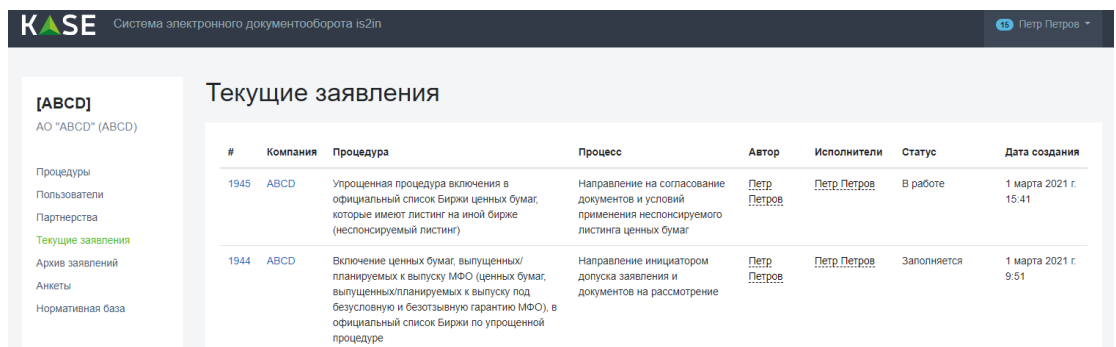 KASE Система электронного документооборота is2in 15 Петр Петров
[ABCD]
АО "ABCD" (ABCD)
Процедуры
Пользователи
Партнерства
Текущие заявления
Архив заявлений
Анкеты
Нормативная база
Текущие заявления
# Компания Процедура Процесс Автор Исполнители Статус Дата создания
1945 ABCD Упрощенная процедура включения в Направление на согласование Петр Петр Петров В работе 1 марта 2021 г.
официальный список Биржи ценных бумаг, документов и условий Петров 15:41
которые имеют листинг на иной бирже применения неспонсируемого
(неспонсируемый листинг) листинга ценных бумаг
1944 ABCD Включение ценных бумаг, выпущенных/ Направление инициатором Петр Петр Петров Заполняется 1 марта 2021 г.
планируемых к выпуску МФО (ценных бумаг, допуска заявления и Петров 9:51
выпущенных/планируемых к выпуску под документов на рассмотрение
безусловную и безотзывную гарантию МФО), в
официальный список Биржи по упрощенной
процедуре